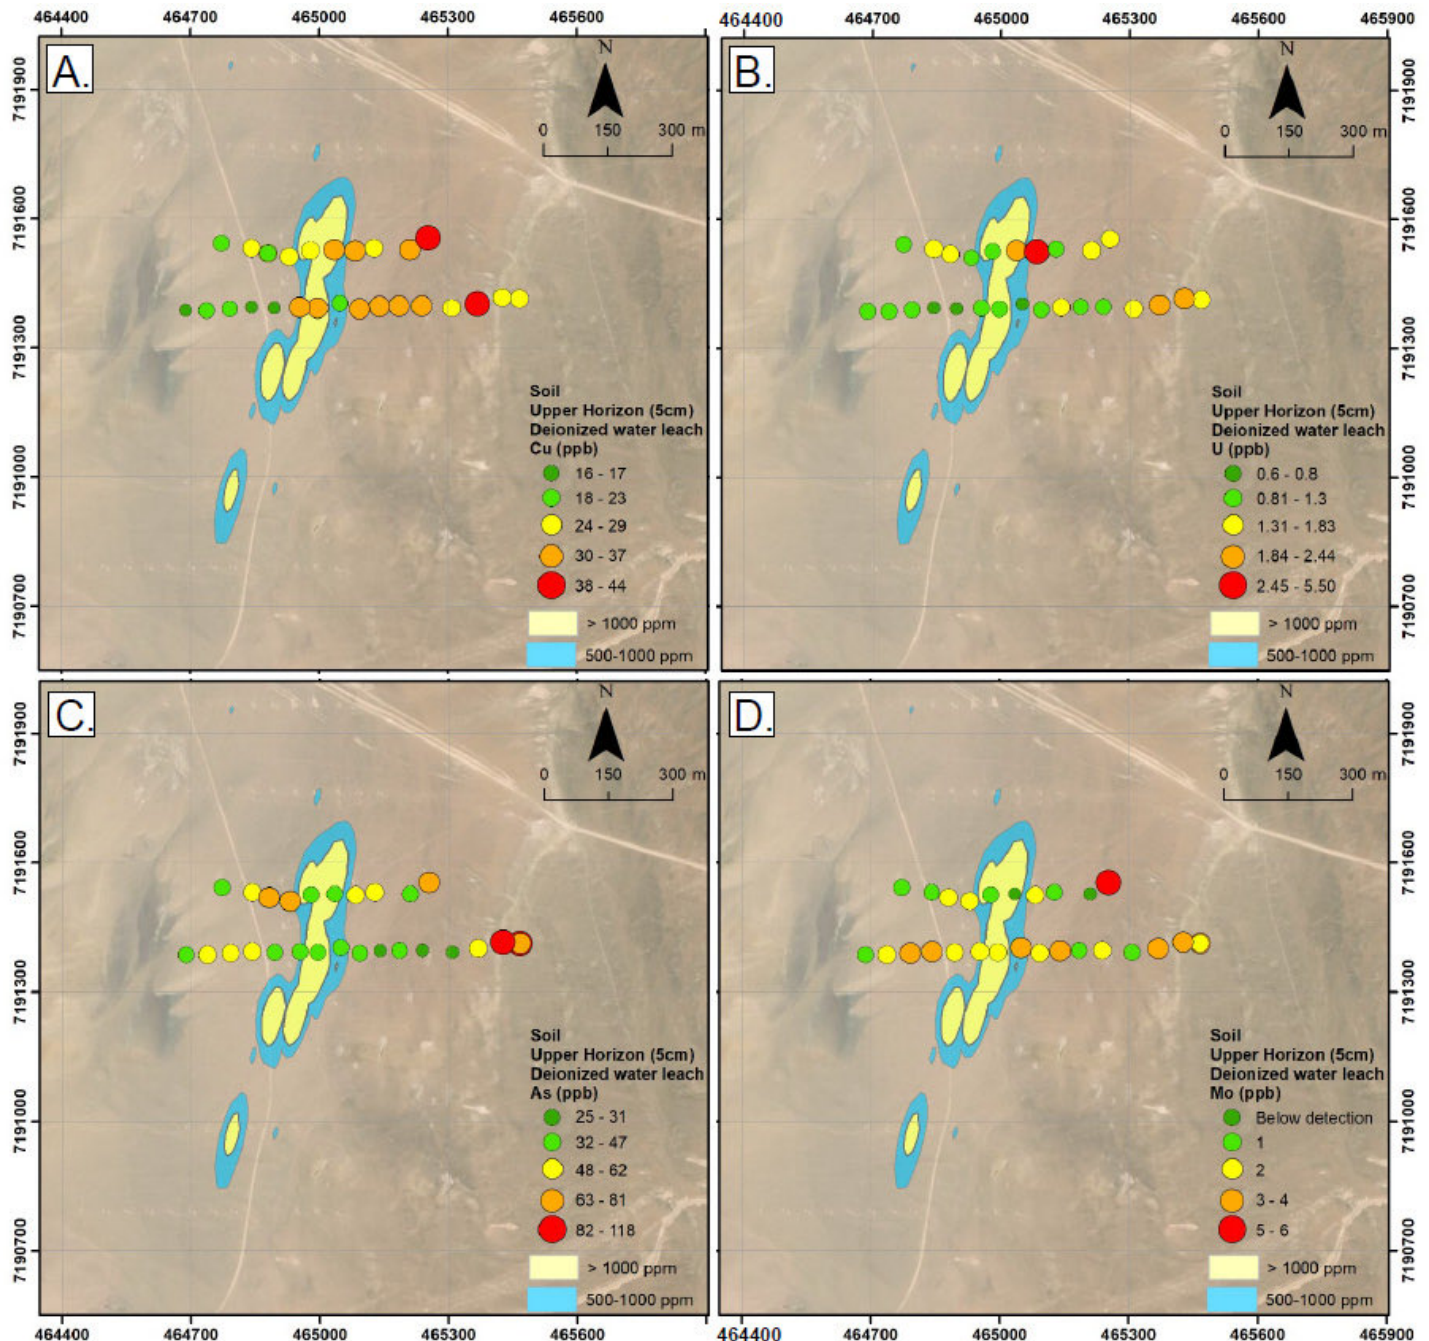 464400 464700 465000 465300 465600 464400 464700 465000 465300 465600 465900
A.
N
0 150 300 m
7191900
7191600
7191300
7191000
7190700
Soil
Upper Horizon (5cm)
Deionized water leach
Cu (ppb)
16 - 17
18 - 23
24 - 29
30 - 37
38 - 44
> 1000 ppm
500-1000 ppm
B.
N
0 150 300 m
7191900
7191600
7191300
7191000
7190700
Soil
Upper Horizon (5cm)
Deionized water leach
U (ppb)
0.6 - 0.8
0.81 - 1.3
1.31 - 1.83
1.84 - 2.44
2.45 - 5.50
> 1000 ppm
500-1000 ppm
C.
N
0 150 300 m
7191900
7191600
7191300
7191000
7190700
Soil
Upper Horizon (5cm)
Deionized water leach
As (ppb)
25 - 31
32 - 47
48 - 62
63 - 81
82 - 118
> 1000 ppm
500-1000 ppm
D.
N
0 150 300 m
7191900
7191600
7191300
7191000
7190700
Soil
Upper Horizon (5cm)
Deionized water leach
Mo (ppb)
Below detection
1
2
3 - 4
5 - 6
> 1000 ppm
500-1000 ppm
464400 464700 465000 465300 465600 464400 464700 465000 465300 465600 465900